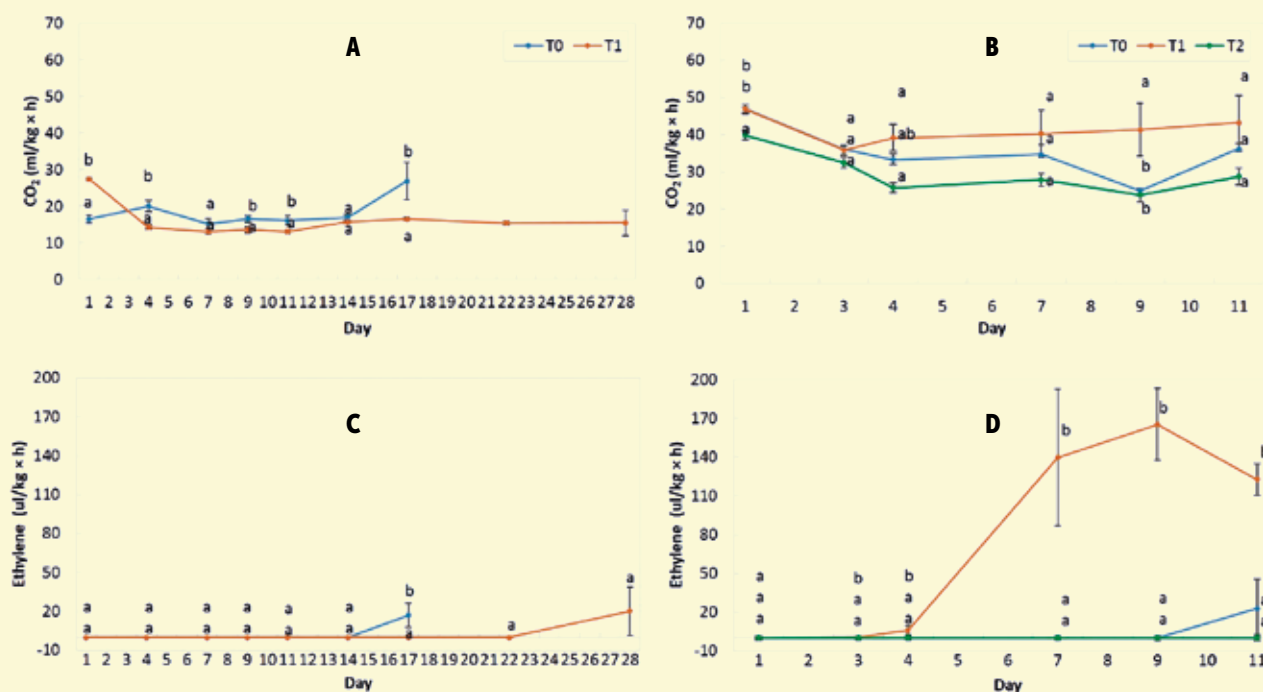 A
T0 T1
CO₂ (ml/kg × h)
70
60
50
40
30
20
10
0
b
a
b
a
a
b
b
a
b
a
a
a
b
a
1 2 3 4 5 6 7 8 9 10 11 12 13 14 15 16 17 18 19 20 21 22 23 24 25 26 27 28
Day
B
T0 T1 T2
CO₂ (ml/kg × h)
70
60
50
40
30
20
10
0
b
b
a
a
a
a
a
ab
a
a
a
a
a
b
b
a
a
a
1 2 3 4 5 6 7 8 9 10 11
Day
C
Ethylene (ul/kg × h)
200
170
140
110
80
50
20
-10
a
a
a
a
a
a
a
a
a
a
a
a
b
a
a
a
1 2 3 4 5 6 7 8 9 10 11 12 13 14 15 16 17 18 19 20 21 22 23 24 25 26 27 28
Day
D
Ethylene (ul/kg × h)
200
170
140
110
80
50
20
-10
a
a
a
b
a
a
b
a
a
b
a
a
b
a
a
a
a
1 2 3 4 5 6 7 8 9 10 11
Day